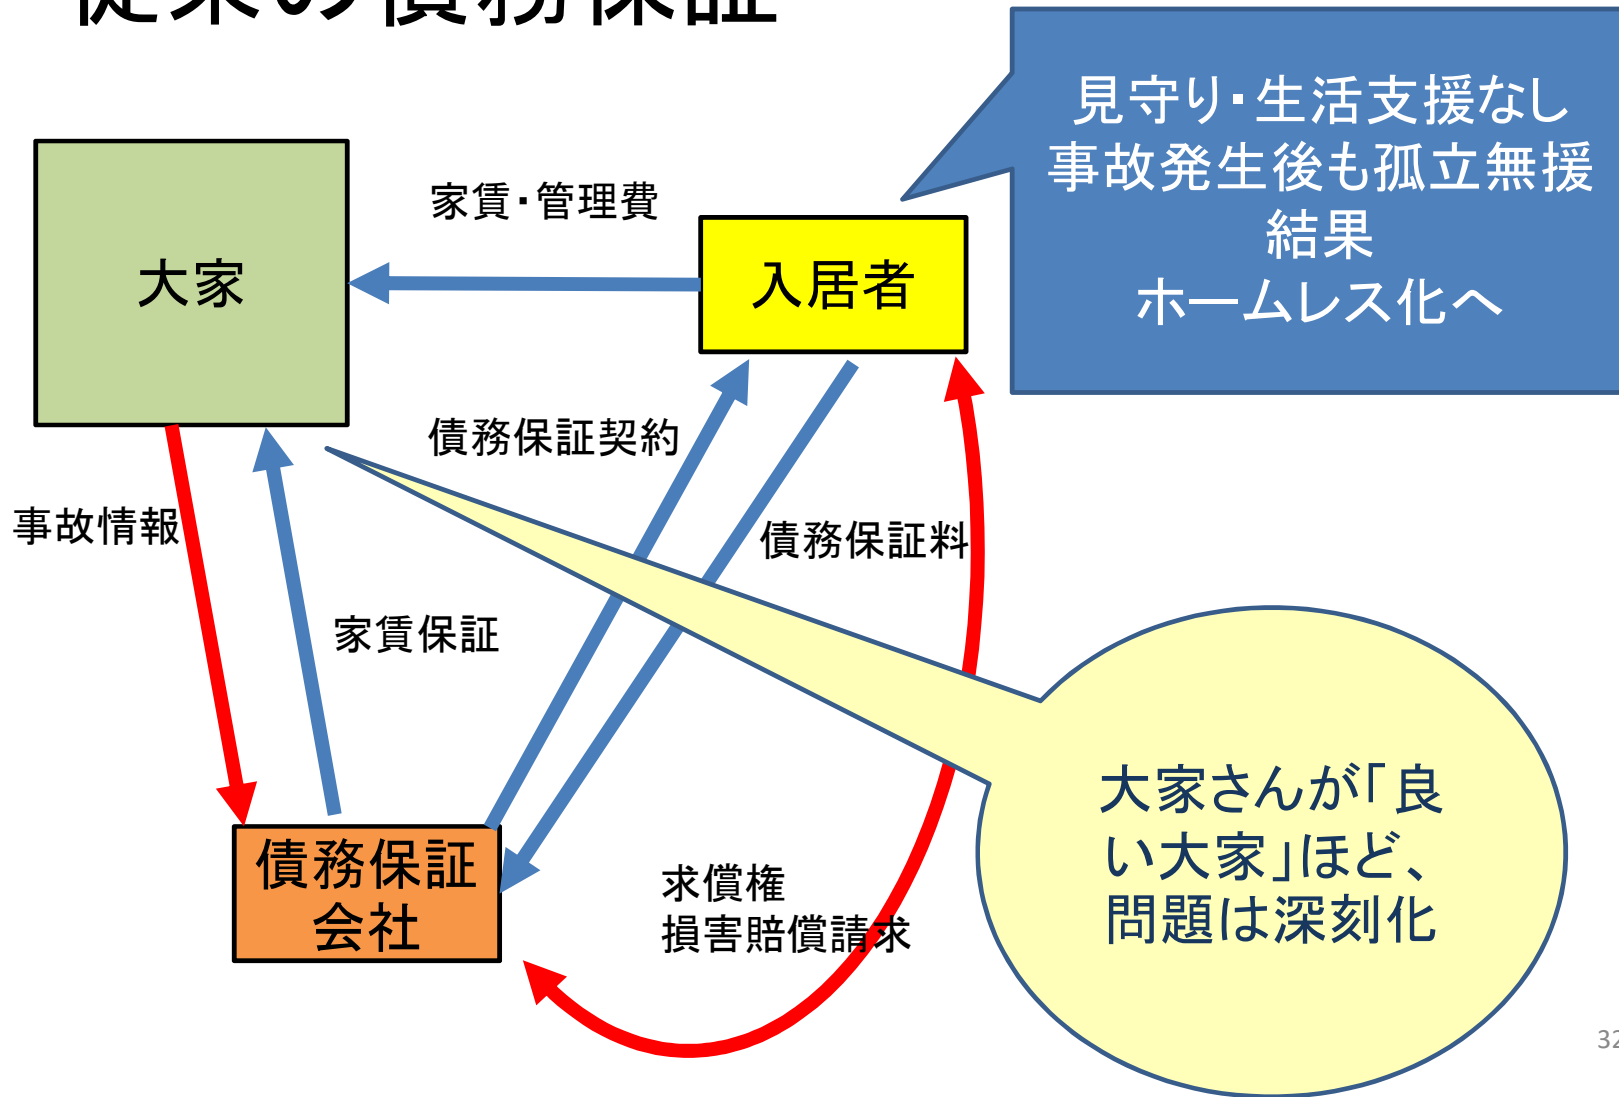 従来の債務保証
見守り・生活支援なし
事故発生後も孤立無援
結果
ホームレス化へ
家賃・管理費
大家
入居者
債務保証契約
事故情報
債務保証料
家賃保証
大家さんが「良
い大家」ほど、
問題は深刻化
債務保証
会社
求償権
損害賠償請求
32